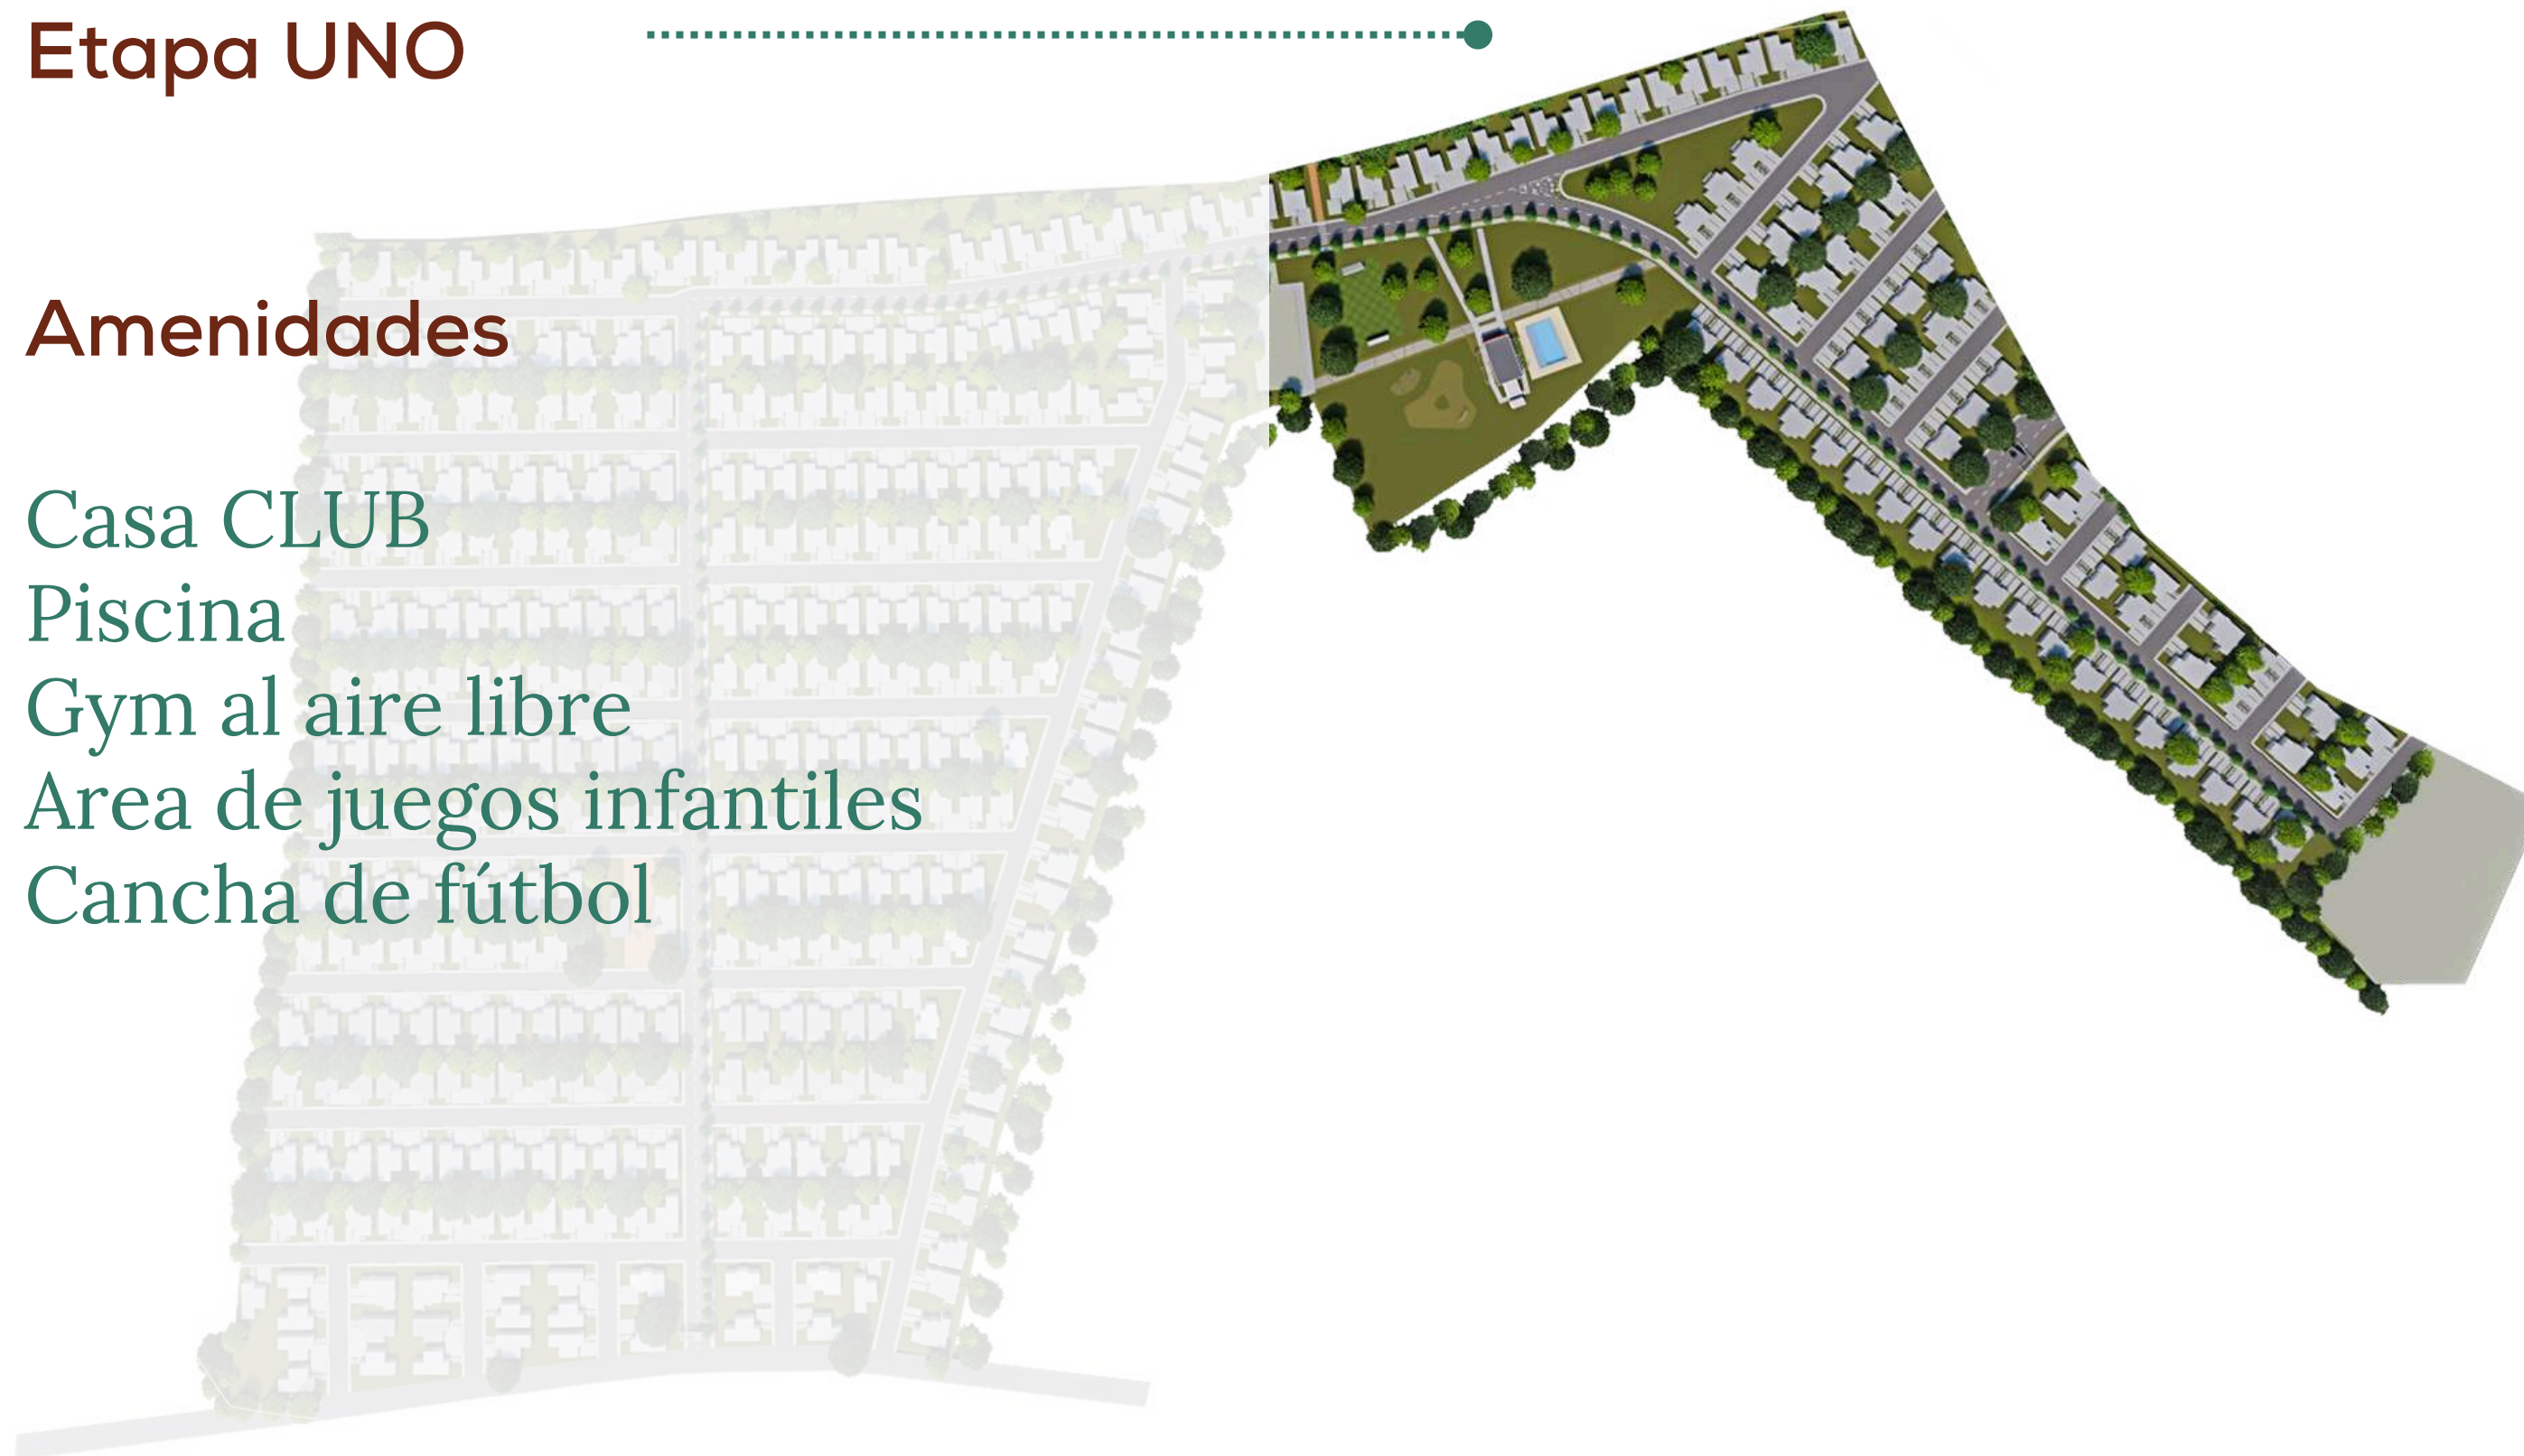 Etapa UNO
Amenidades
Casa CLUB
Piscina
Gym al aire libre
Area de juegos infantiles
Cancha de fútbol